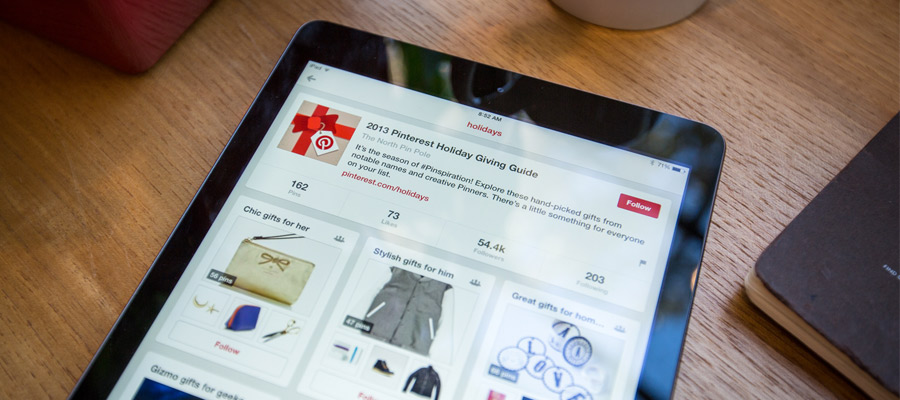 iPad
8:52 AM
71%
holidays
2013 Pinterest Holiday Giving Guide
The North Pin Pole
It's the season of #Pinspiration! Explore these hand-picked gifts from
notable names and creative Pinners. There's a little something for everyone
on your list.
pinterest.com/holidays
Follow
162
Pins
73
Likes
54.4k
Followers
203
Following
Chic gifts for her
56 pins
Follow
Stylish gifts for him
47 pins
Great gifts for hom...
pins
LOVE
Gizmo gifts for geeks